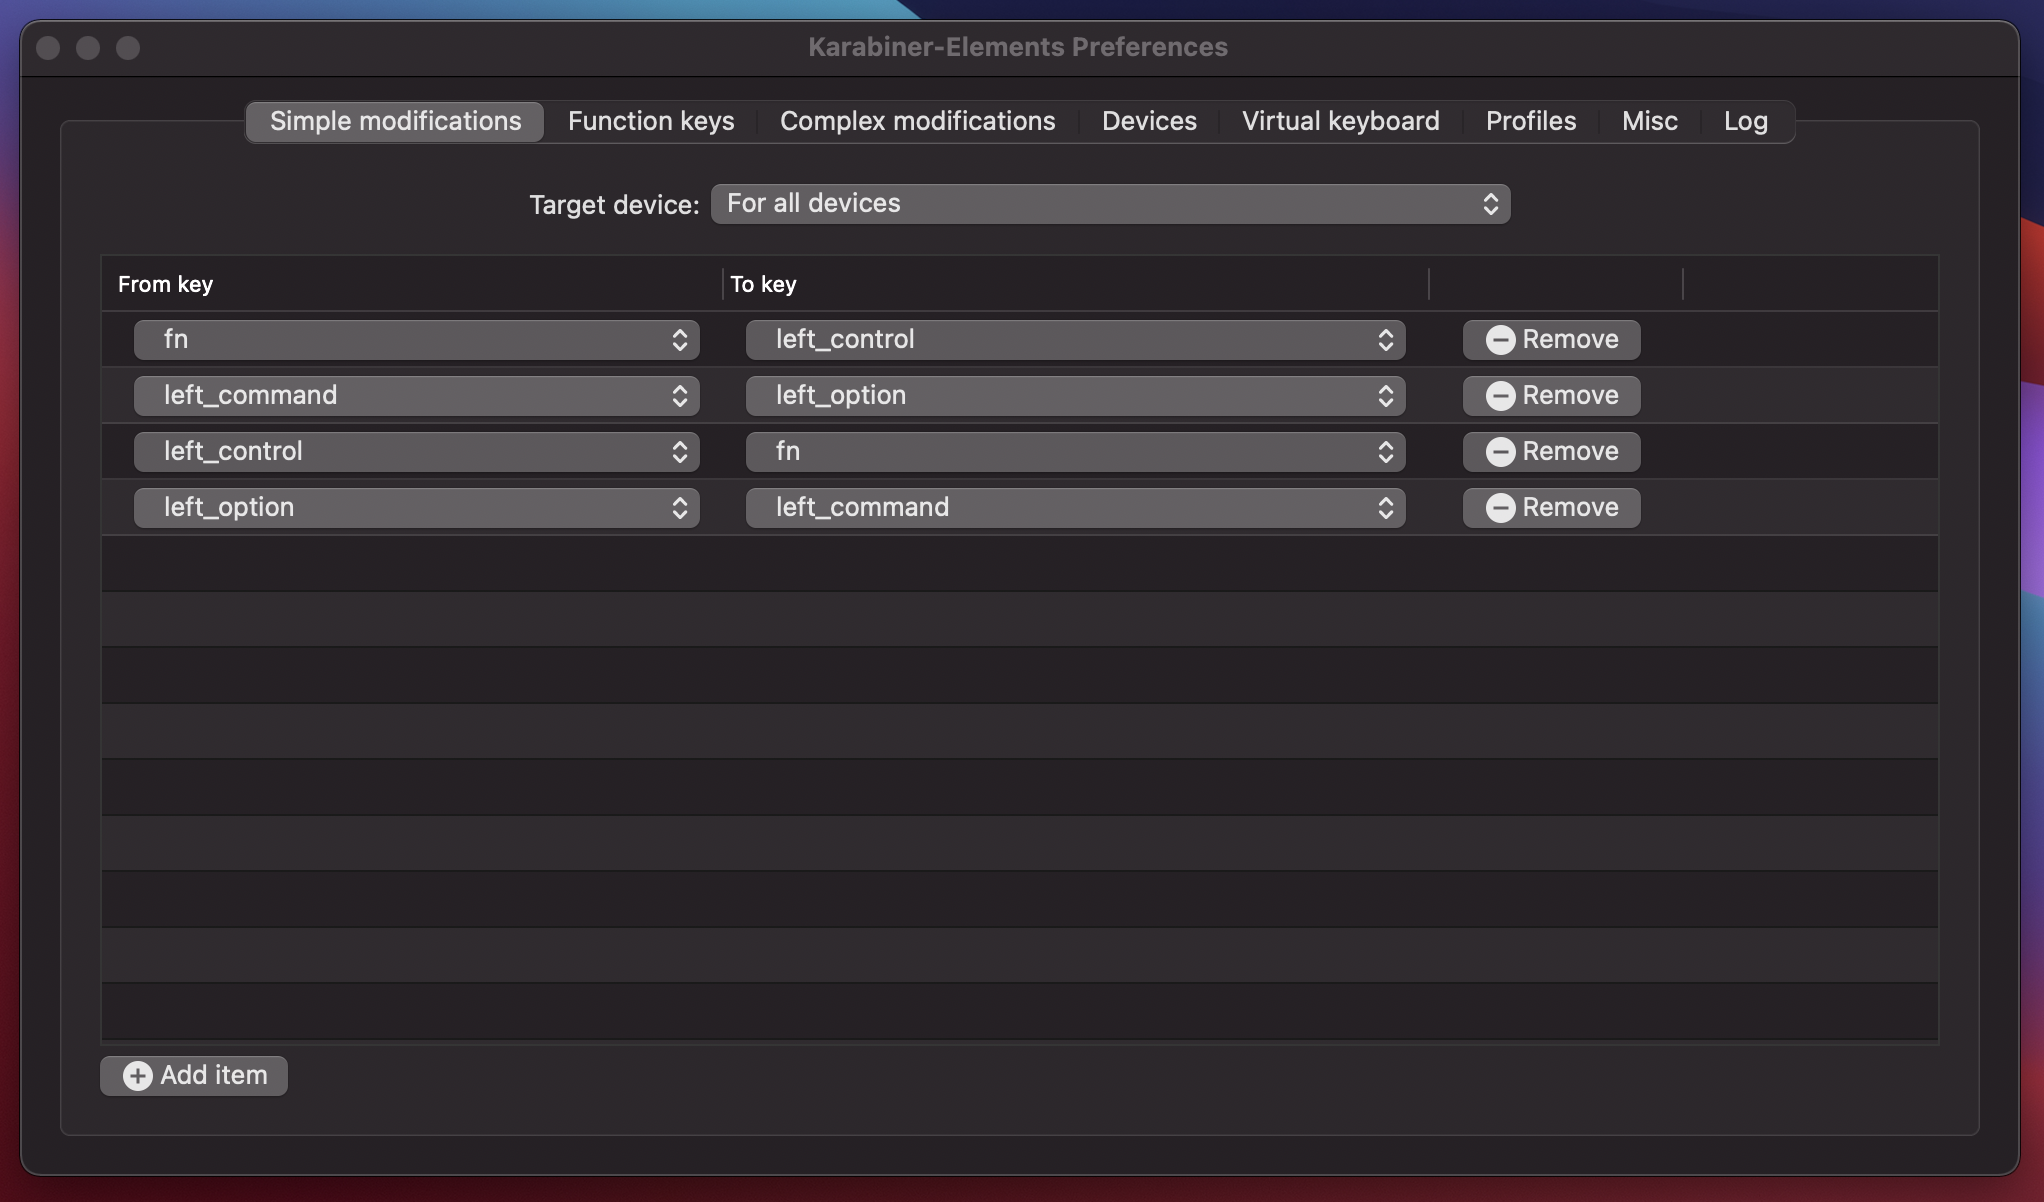 Karabiner-Elements Preferences
Simple modifications Function keys Complex modifications Devices Virtual keyboard Profiles Misc Log
Target device: For all devices
From key To key
fn left_control Remove
left_command left_option Remove
left_control fn Remove
left_option left_command Remove
Add item